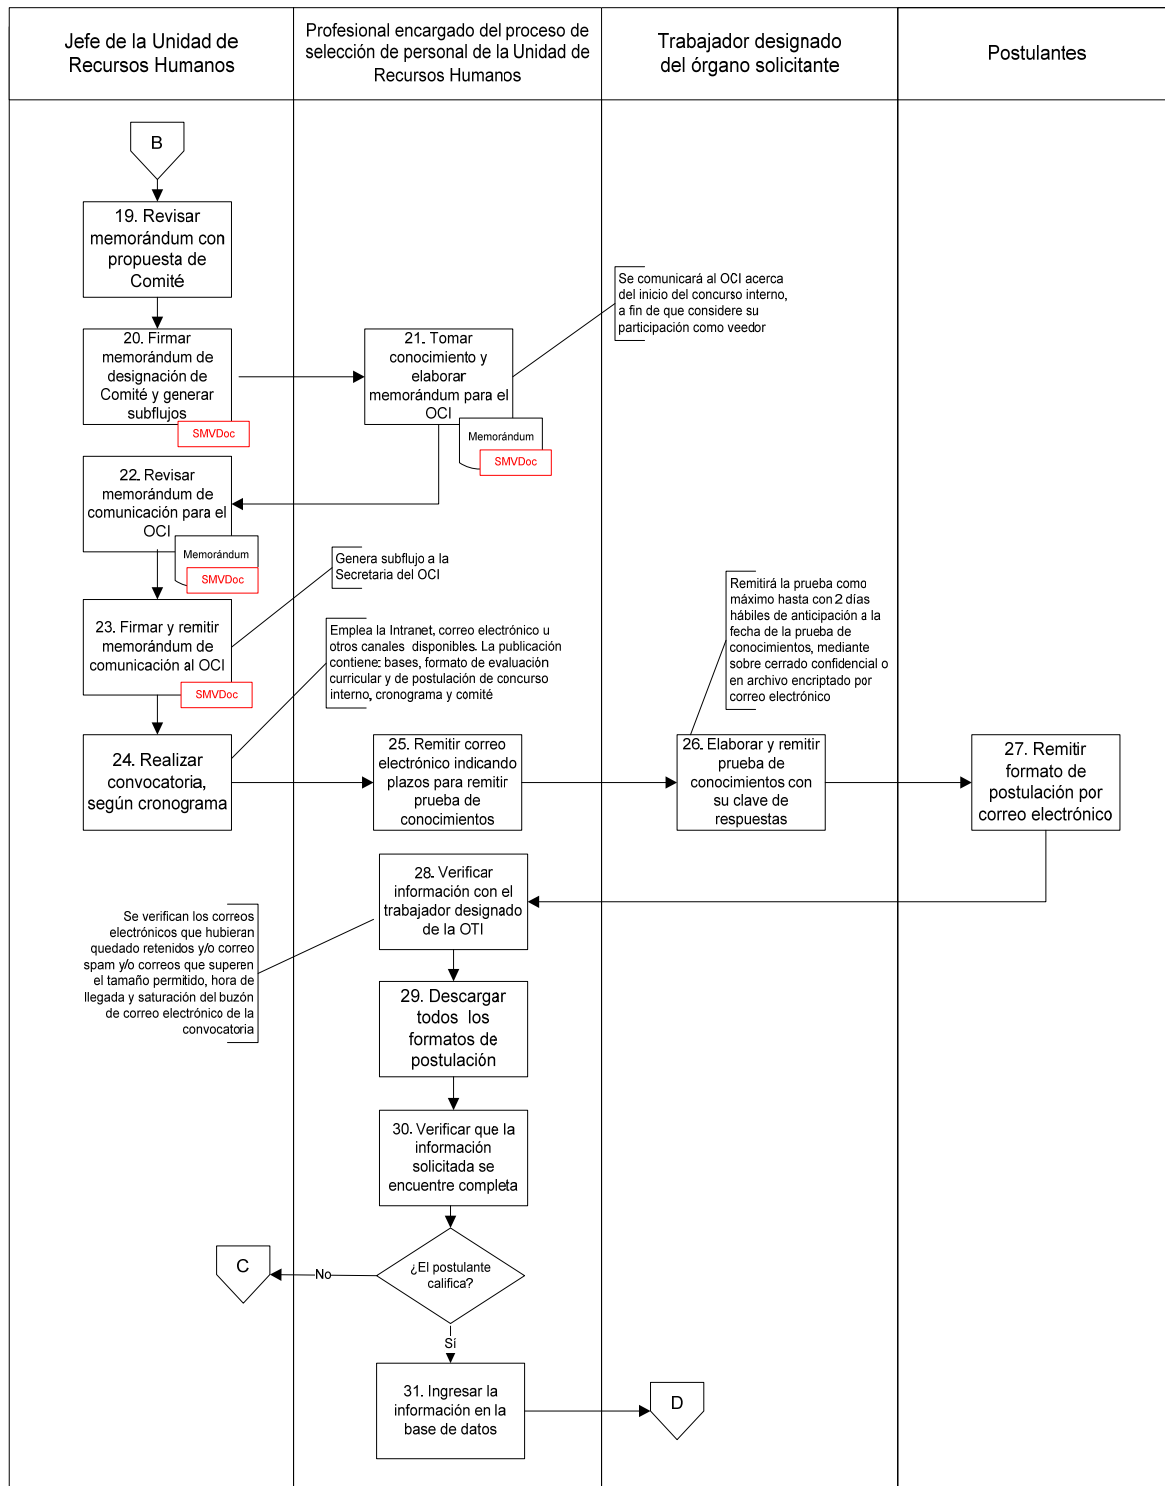 Jefe de la Unidad de
Recursos Humanos
Profesional encargado del proceso de
selección de personal de la Unidad de
Recursos Humanos
Trabajador designado
del órgano solicitante
Postulantes
B
19. Revisar
memorándum con
propuesta de
Comité
20. Firmar
memorándum de
designación de
Comité y generar
subflujos
SMVDoc
21. Tomar
conocimiento y
elaborar
memorándum para el
OCI
Memorándum
SMVDoc
Se comunicará al OCI acerca
del inicio del concurso interno,
a fin de que considere su
participación como veedor
22. Revisar
memorándum de
comunicación para el
OCI
Memorándum
SMVDoc
Genera subflujo a la
Secretaria del OCI
23. Firmar y remitir
memorándum de
comunicación al OCI
SMVDoc
Emplea la Intranet, correo electrónico u
otros canales disponibles. La publicación
contiene: bases, formato de evaluación
curricular y de postulación de concurso
interno, cronograma y comité
Remitirá la prueba como
máximo hasta con 2 días
hábiles de anticipación a la
fecha de la prueba de
conocimientos, mediante
sobre cerrado confidencial o
en archivo encriptado por
correo electrónico
24. Realizar
convocatoria,
según cronograma
25. Remitir correo
electrónico indicando
plazos para remitir
prueba de
conocimientos
26. Elaborar y remitir
prueba de
conocimientos con
su clave de
respuestas
27. Remitir
formato de
postulación por
correo electrónico
28. Verificar
información con el
trabajador designado
de la OTI
Se verifican los correos
electrónicos que hubieran
quedado retenidos y/o correo
spam y/o correos que superen
el tamaño permitido, hora de
llegada y saturación del buzón
de correo electrónico de la
convocatoria
29. Descargar
todos los
formatos de
postulación
30. Verificar que la
información
solicitada se
encuentre completa
¿El postulante
califica?
No
C
Sí
31. Ingresar la
información en la
base de datos
D